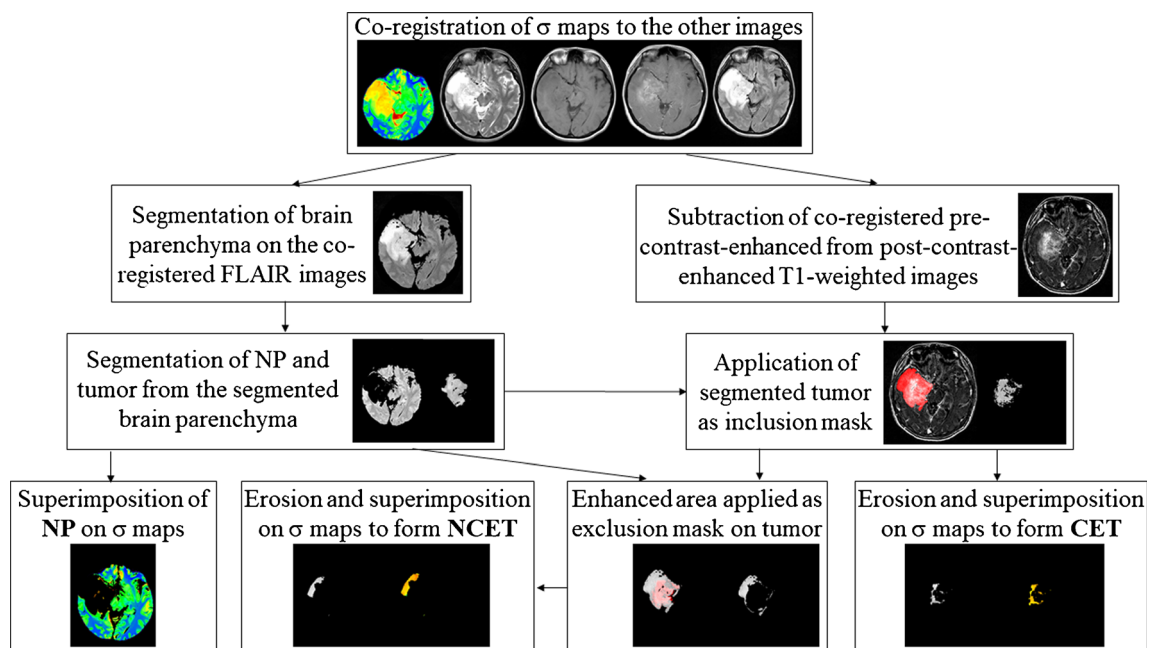 Co-registration of σ maps to the other images
Segmentation of brain
parenchyma on the co-
registered FLAIR images
Subtraction of co-registered pre-
contrast-enhanced from post-contrast-
enhanced T1-weighted images
Segmentation of NP and
tumor from the segmented
brain parenchyma
Application of
segmented tumor
as inclusion mask
Superimposition of
NP on σ maps
Erosion and superimposition
on σ maps to form NCET
Enhanced area applied as
exclusion mask on tumor
Erosion and superimposition
on σ maps to form CET